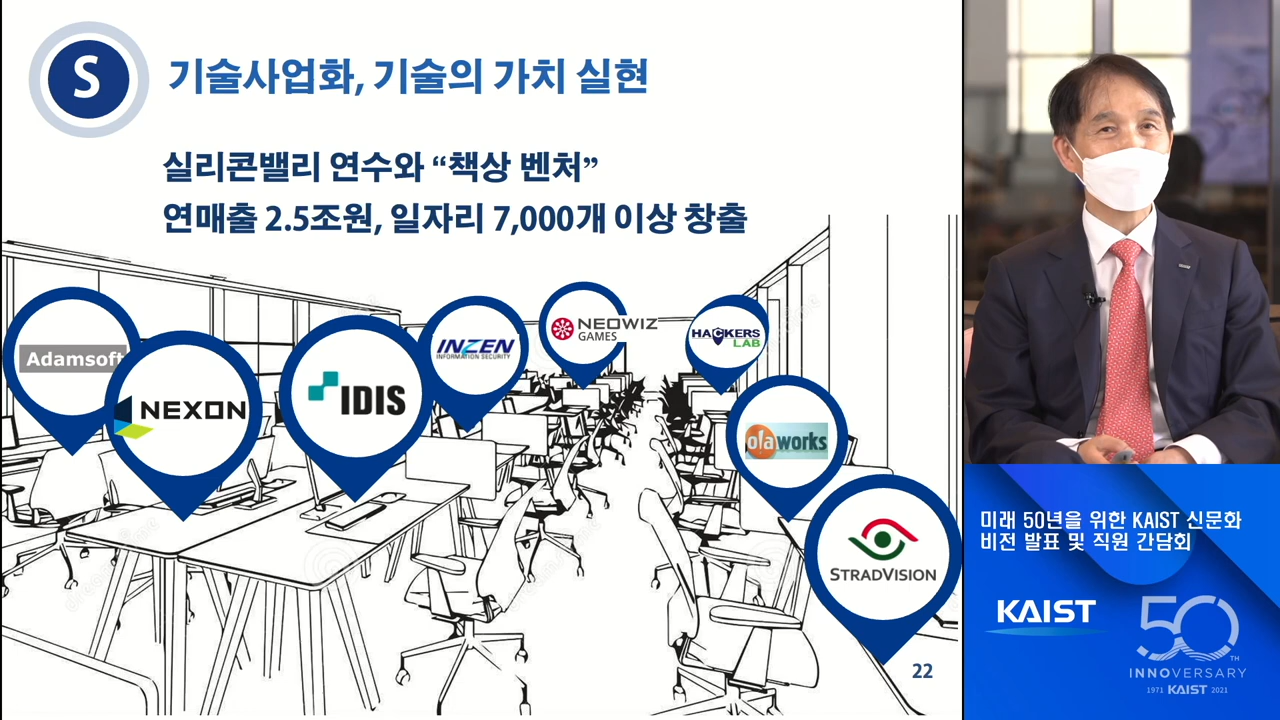 S
기술사업화, 기술의 가치 실현
실리콘밸리 연수와 “책상 벤처”
연매출 2.5조원, 일자리 7,000개 이상 창출
Adamsoft
NEXON
IDIS
INZEN
INFORMATION SECURITY
NEOWIZ
GAMES
HACKERS
LAB
olaworks
STRADVISION
22
미래 50년을 위한 KAIST 신문화
비전 발표 및 직원 간담회
KAIST
50TH
INNOVERSARY
1971 KAIST 2021